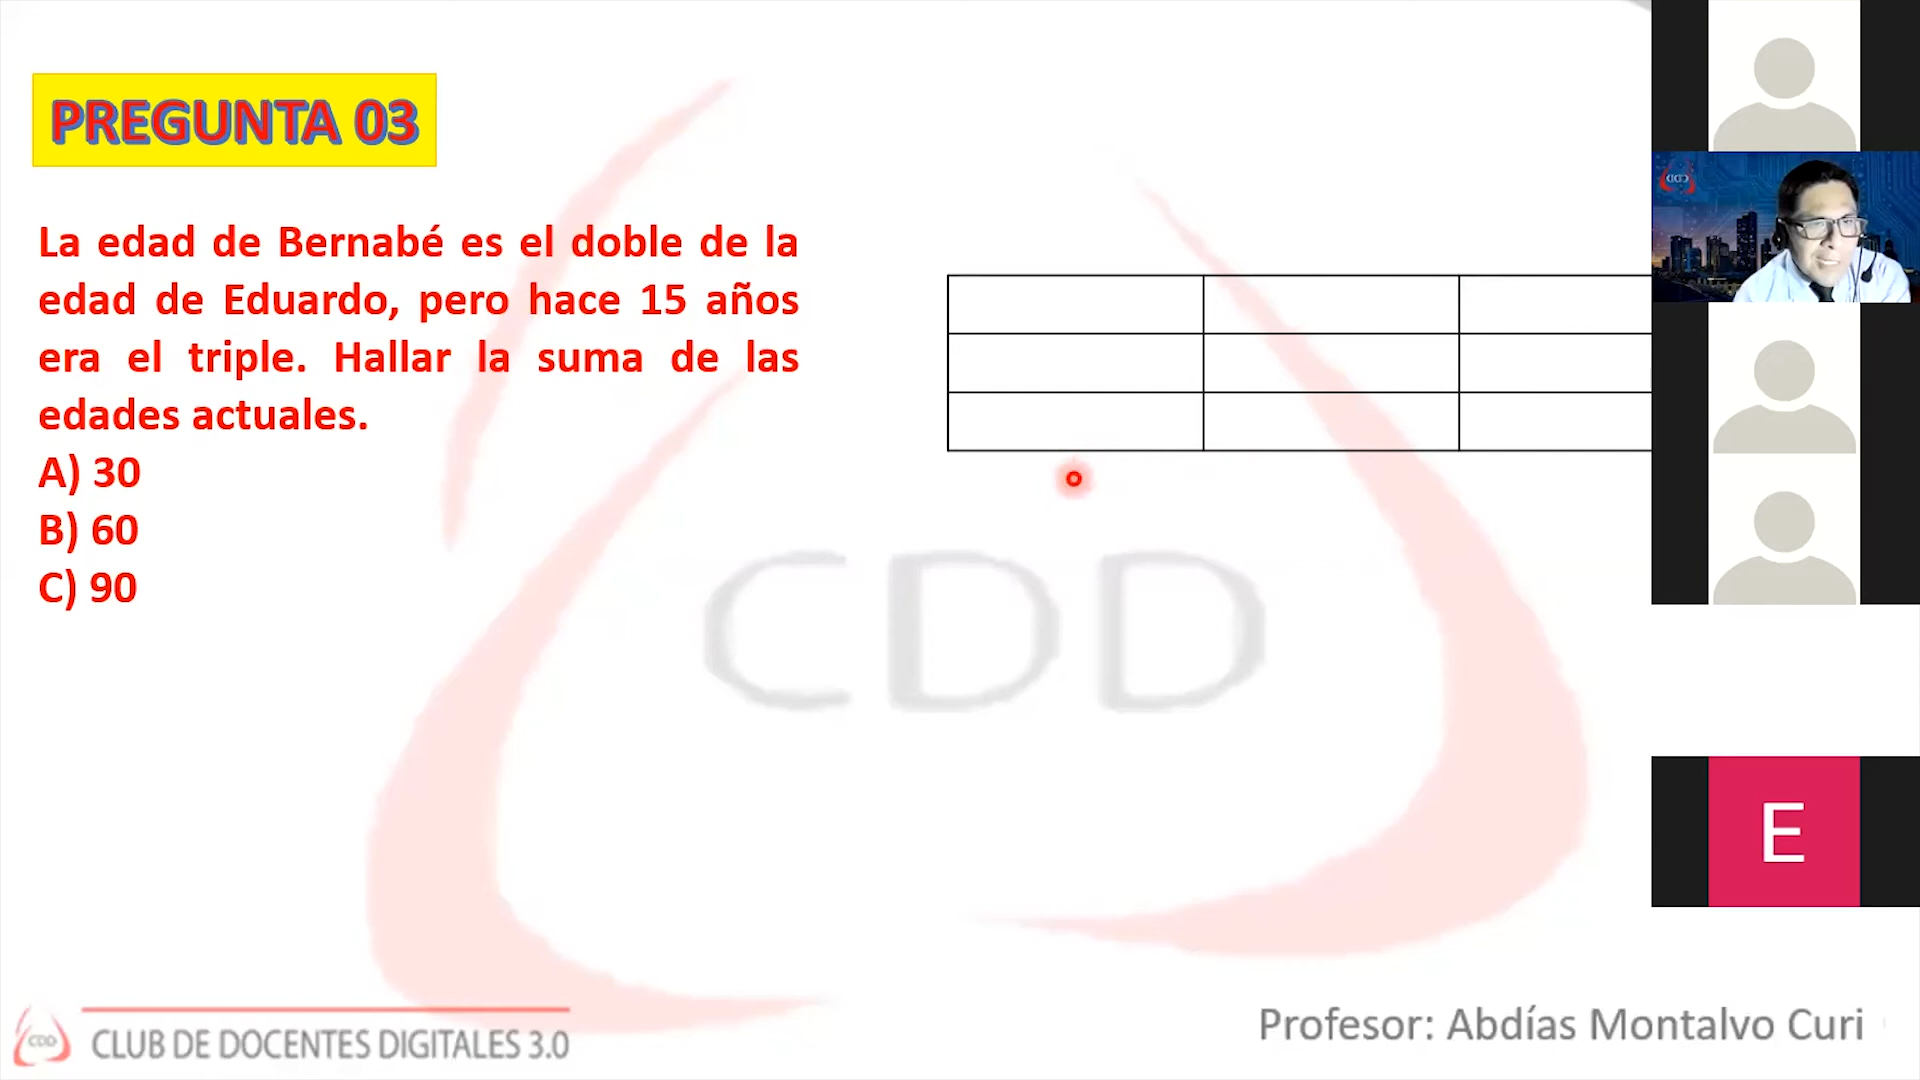 PREGUNTA 03
La edad de Bernabé es el doble de la
edad de Eduardo, pero hace 15 años
era el triple. Hallar la suma de las
edades actuales.
A) 30
B) 60
C) 90
CDD
CDD
E
CDD
CLUB DE DOCENTES DIGITALES 3.0
Profesor: Abdías Montalvo Curi